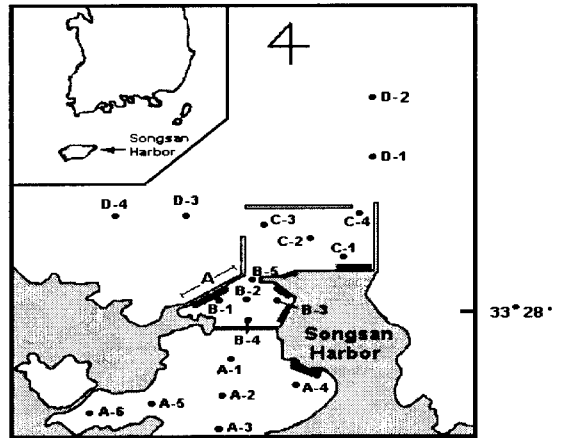 Songsan
Harbor
D-2
D-1
D-4
D-3
C-4
C-3
C-2
C-1
A
B-5
B-2
B-1
B-3
33°28'
B-4
Songsan
Harbor
A-1
A-4
A-2
A-5
A-6
A-3